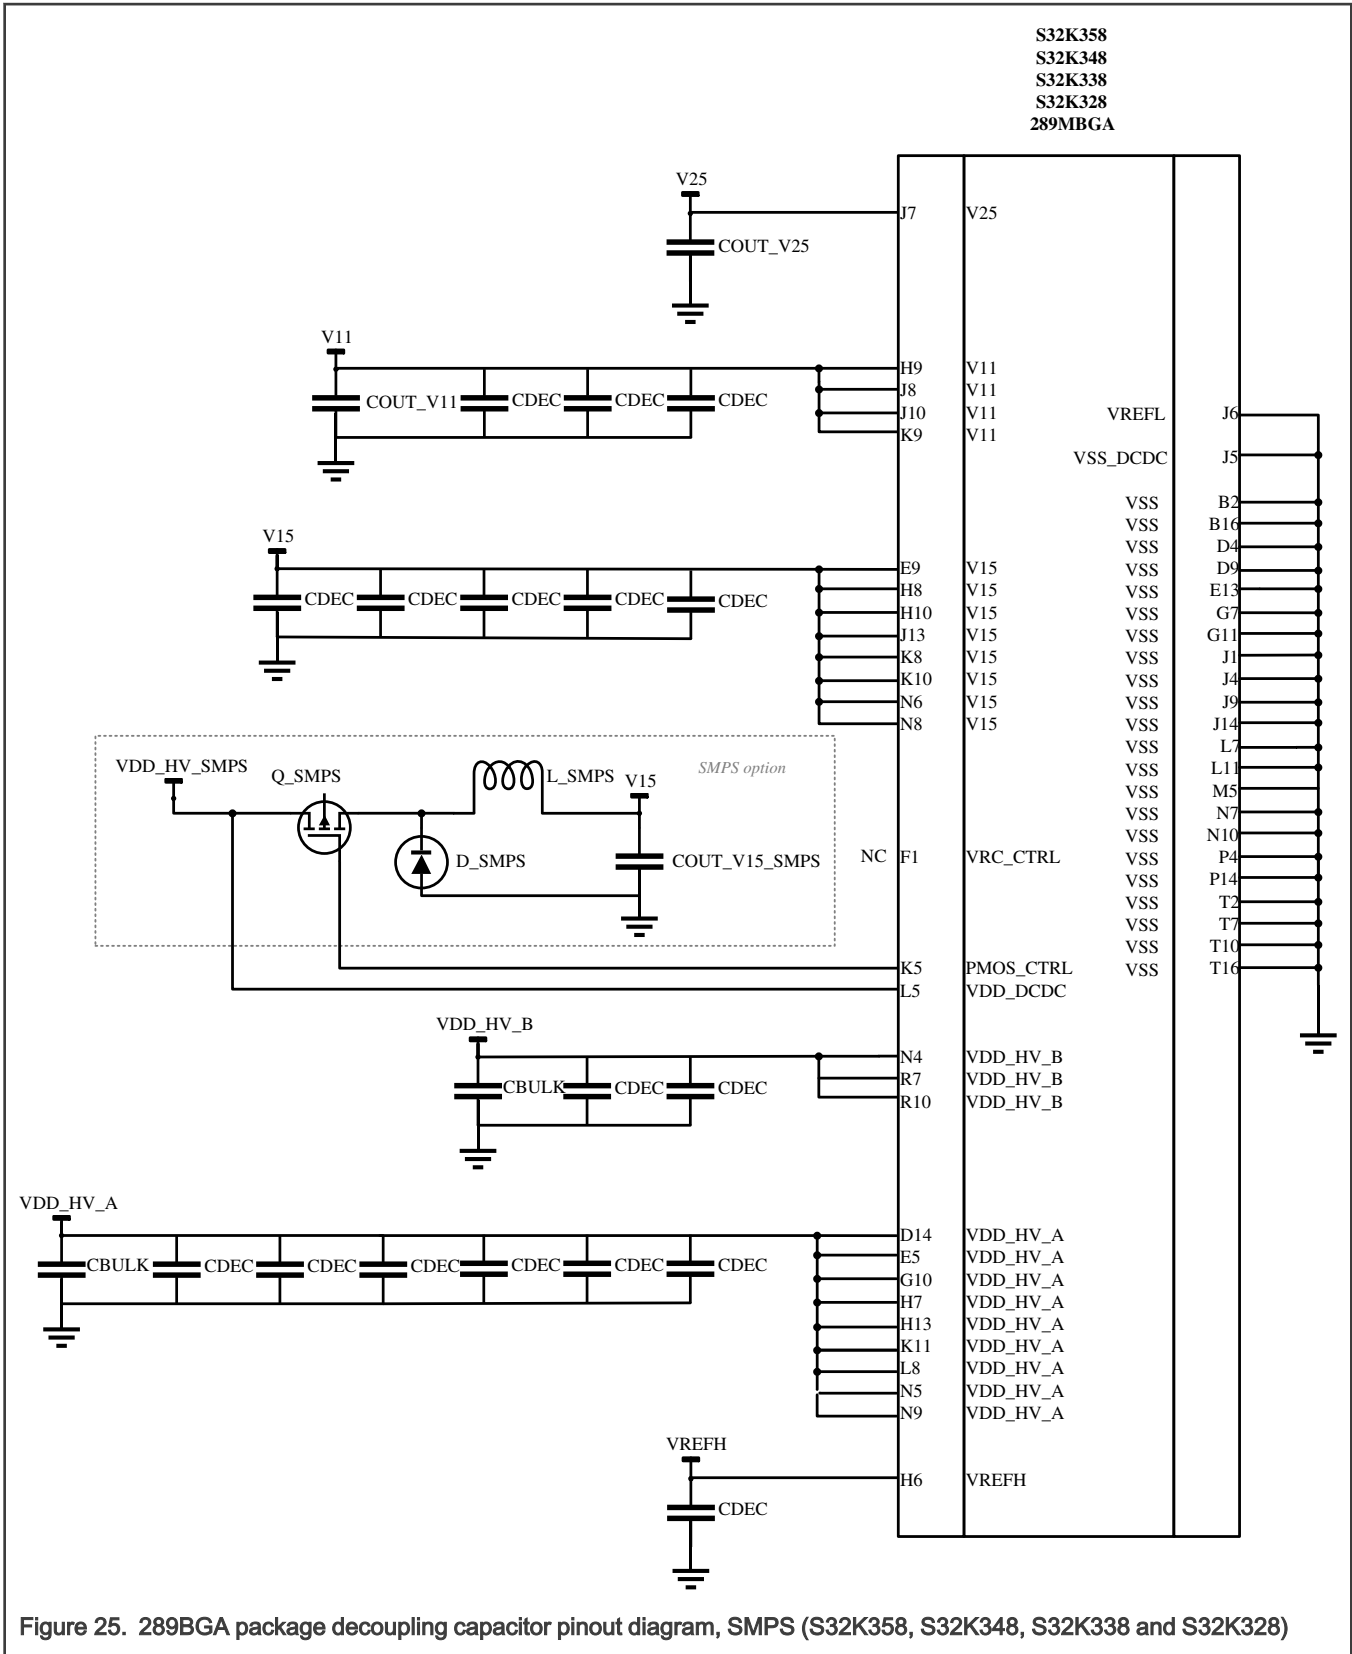 S32K358
S32K348
S32K338
S32K328
289MBGA
V25
J7 V25
COUT_V25
V11
H9 V11
COUT_V11 CDEC CDEC CDEC J8 V11
J10 V11 VREFL J6
K9 V11
VSS_DCDC J5
VSS B2
VSS B16
V15
VSS D4
E9 V15 VSS D9
H8 V15 VSS E13
CDEC CDEC CDEC CDEC CDEC H10 V15 VSS G7
J13 V15 VSS G11
K8 V15 VSS J1
K10 V15 VSS J4
N6 V15 VSS J9
N8 V15 VSS J14
VSS L7
VDD_HV_SMPS Q_SMPS L_SMPS V15 SMPS option VSS L11
VSS M5
VSS N7
VSS N10
D_SMPS COUT_V15_SMPS NC F1 VRC_CTRL VSS P4
VSS P14
VSS T2
VSS T7
VSS T10
K5 PMOS_CTRL VSS T16
L5 VDD_DCDC
VDD_HV_B
N4 VDD_HV_B
CBULK CDEC CDEC R7 VDD_HV_B
R10 VDD_HV_B
VDD_HV_A
D14 VDD_HV_A
CBULK CDEC CDEC CDEC CDEC CDEC CDEC E5 VDD_HV_A
G10 VDD_HV_A
H7 VDD_HV_A
H13 VDD_HV_A
K11 VDD_HV_A
L8 VDD_HV_A
N5 VDD_HV_A
N9 VDD_HV_A
VREFH
H6 VREFH
CDEC
Figure 25. 289BGA package decoupling capacitor pinout diagram, SMPS (S32K358, S32K348, S32K338 and S32K328)